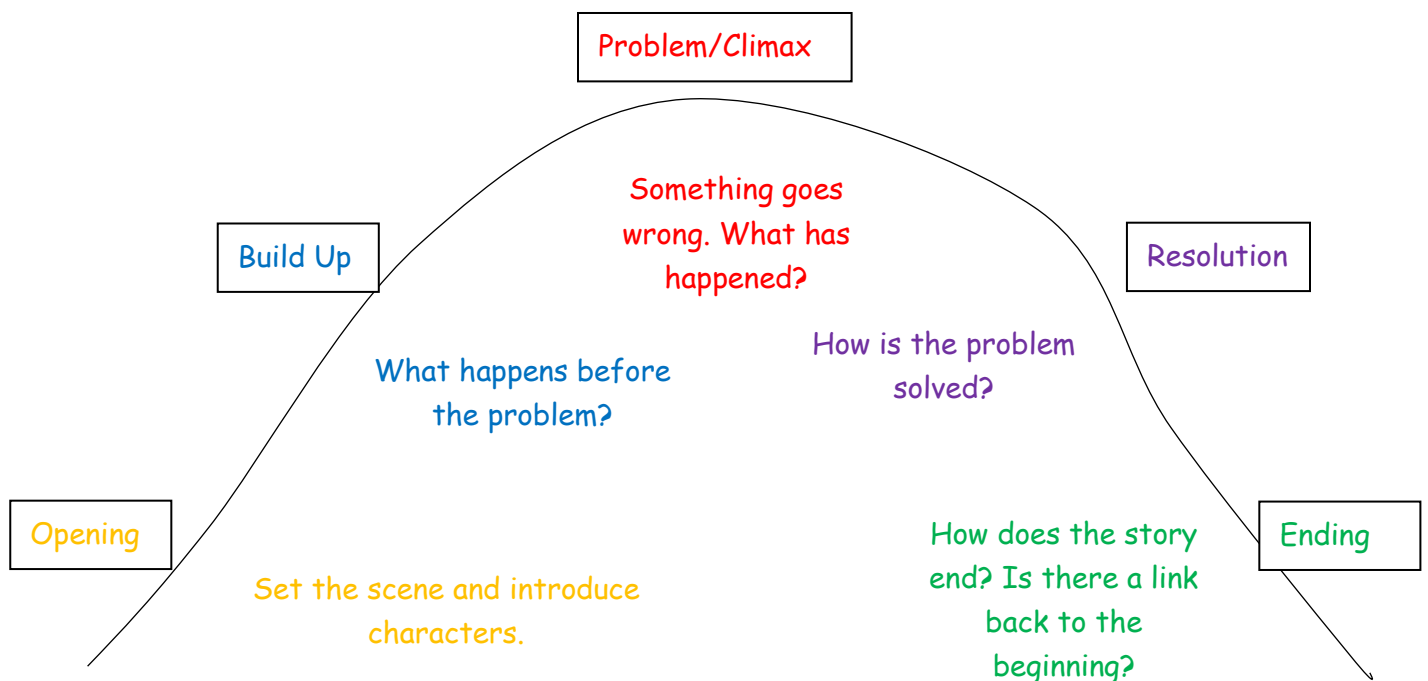 Problem/Climax
Something goes
wrong. What has
happened?
Build Up
What happens before
the problem?
Resolution
How is the problem
solved?
Opening
Set the scene and introduce
characters.
Ending
How does the story
end? Is there a link
back to the
beginning?